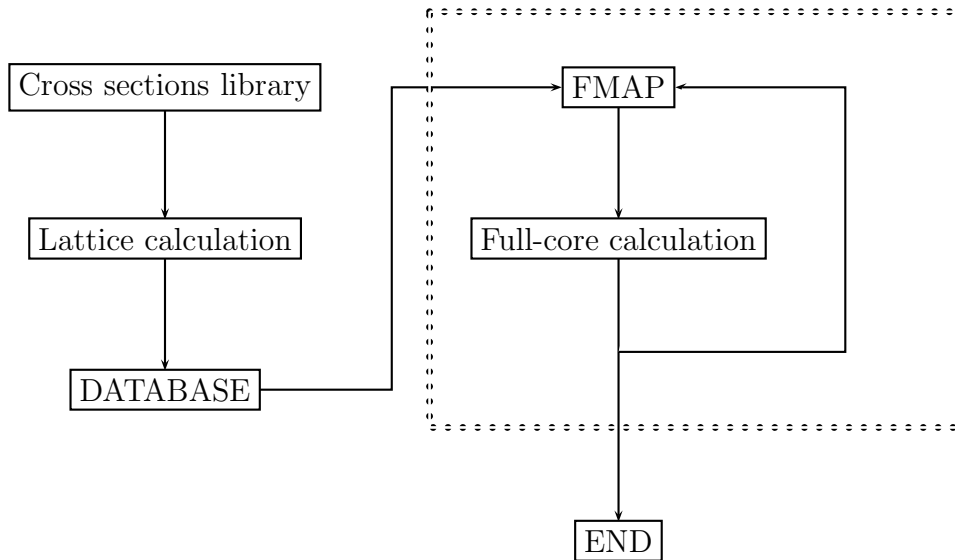 Cross sections library
FMAP
Lattice calculation
Full-core calculation
DATABASE
END